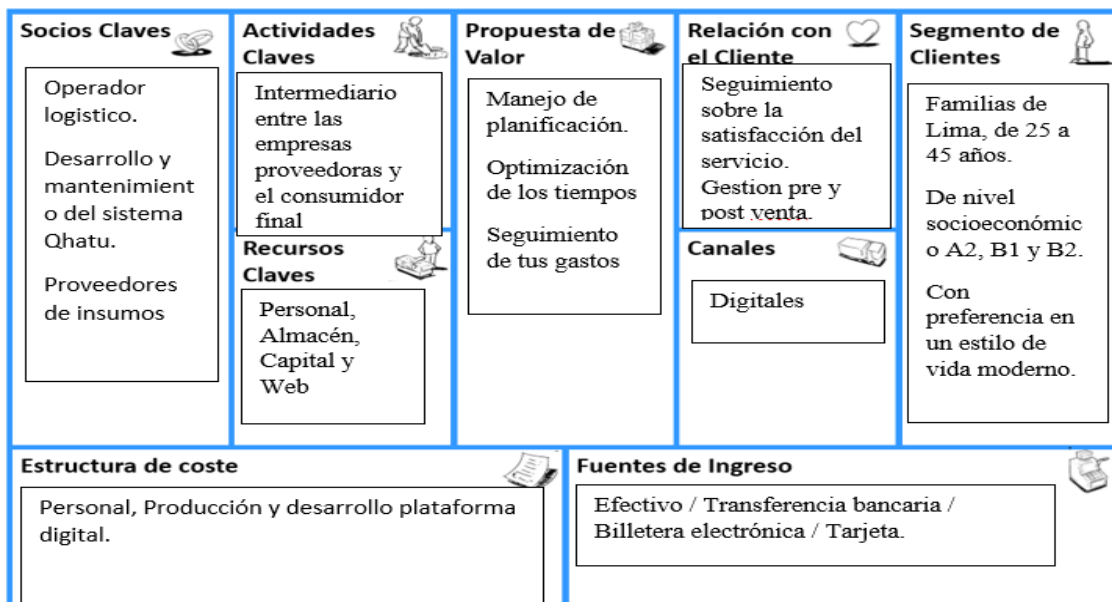 Socios Claves
Operador
logistico.
Desarrollo y
mantenimient
o del sistema
Qhatu.
Proveedores
de insumos
Actividades
Claves
Intermediario
entre las
empresas
proveedoras y
el consumidor
final
Recursos
Claves
Personal,
Almacén,
Capital y
Web
Propuesta de
Valor
Manejo de
planificación.
Optimización
de los tiempos
Seguimiento
de tus gastos
Relación con
el Cliente
Seguimiento
sobre la
satisfacción del
servicio.
Gestion pre y
post venta.
Canales
Digitales
Segmento de
Clientes
Familias de
Lima, de 25 a
45 años.
De nivel
socioeconómic
o A2, B1 y B2.
Con
preferencia en
un estilo de
vida moderno.
Estructura de coste
Personal, Producción y desarrollo plataforma
digital.
Fuentes de Ingreso
Efectivo / Transferencia bancaria /
Billetera electrónica / Tarjeta.